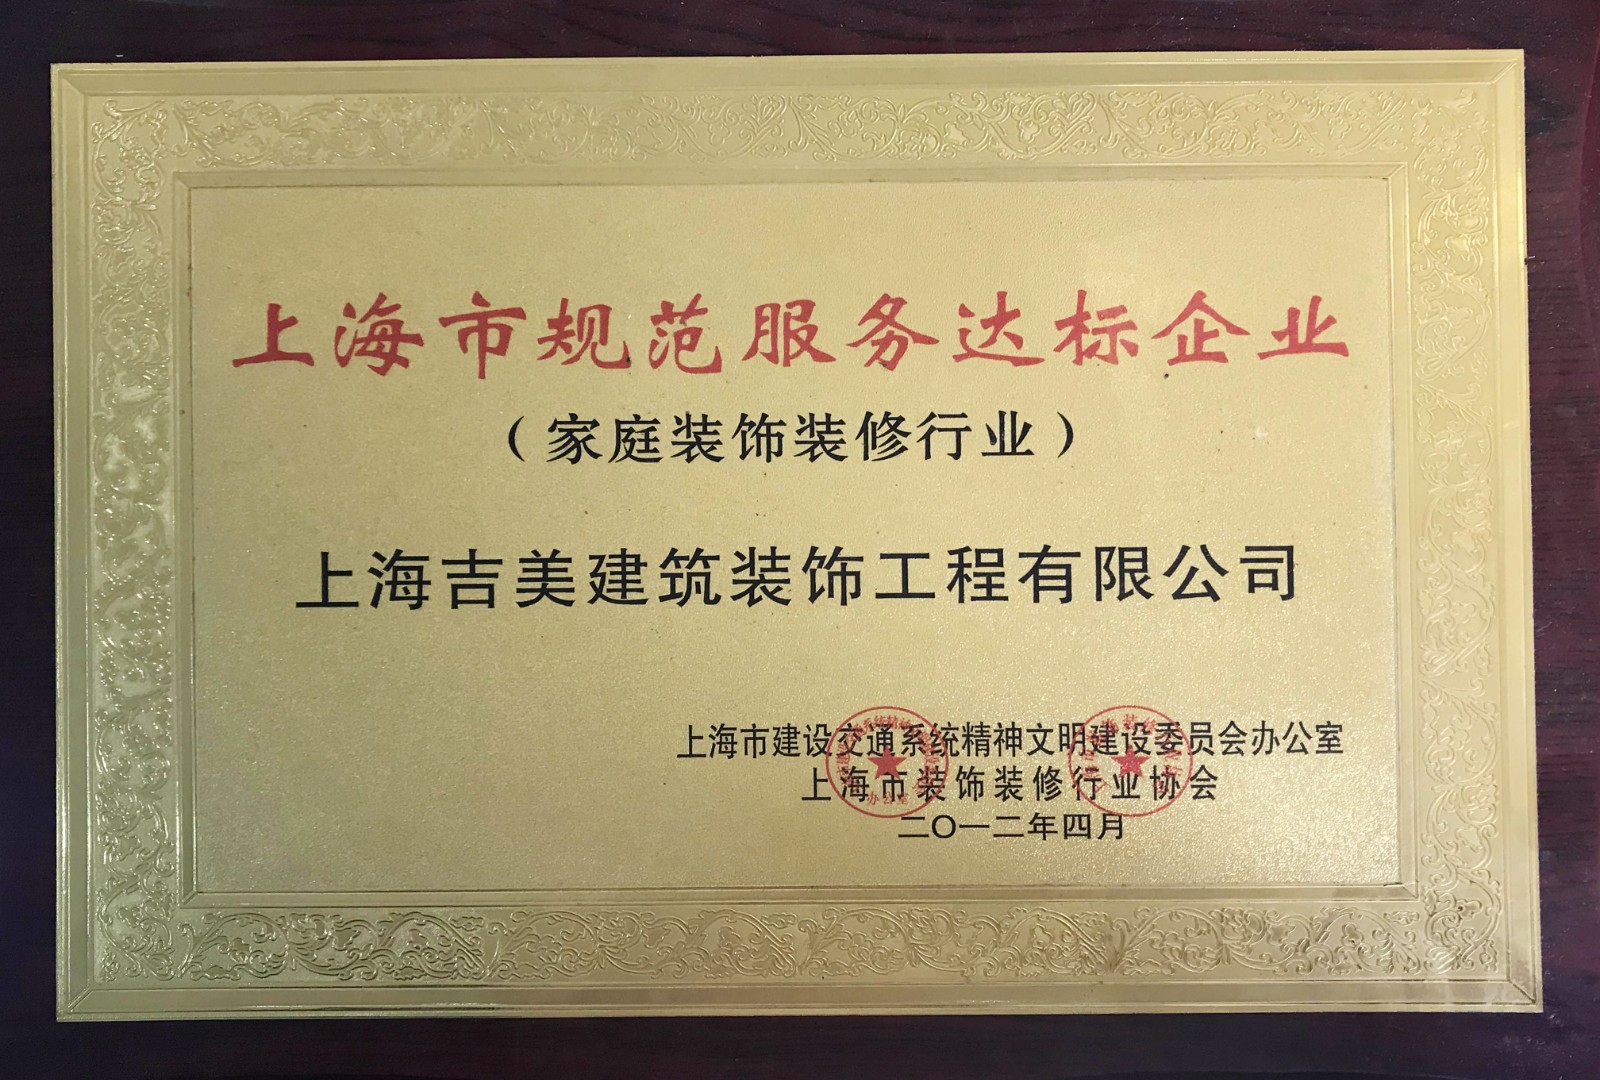 上海市规范服务达标企业
（家庭装饰装修行业）
上海吉美建筑装饰工程有限公司
上海市建设交通系统精神文明建设委员会办公室
上海市装饰装修行业协会
二〇一二年四月
办公室